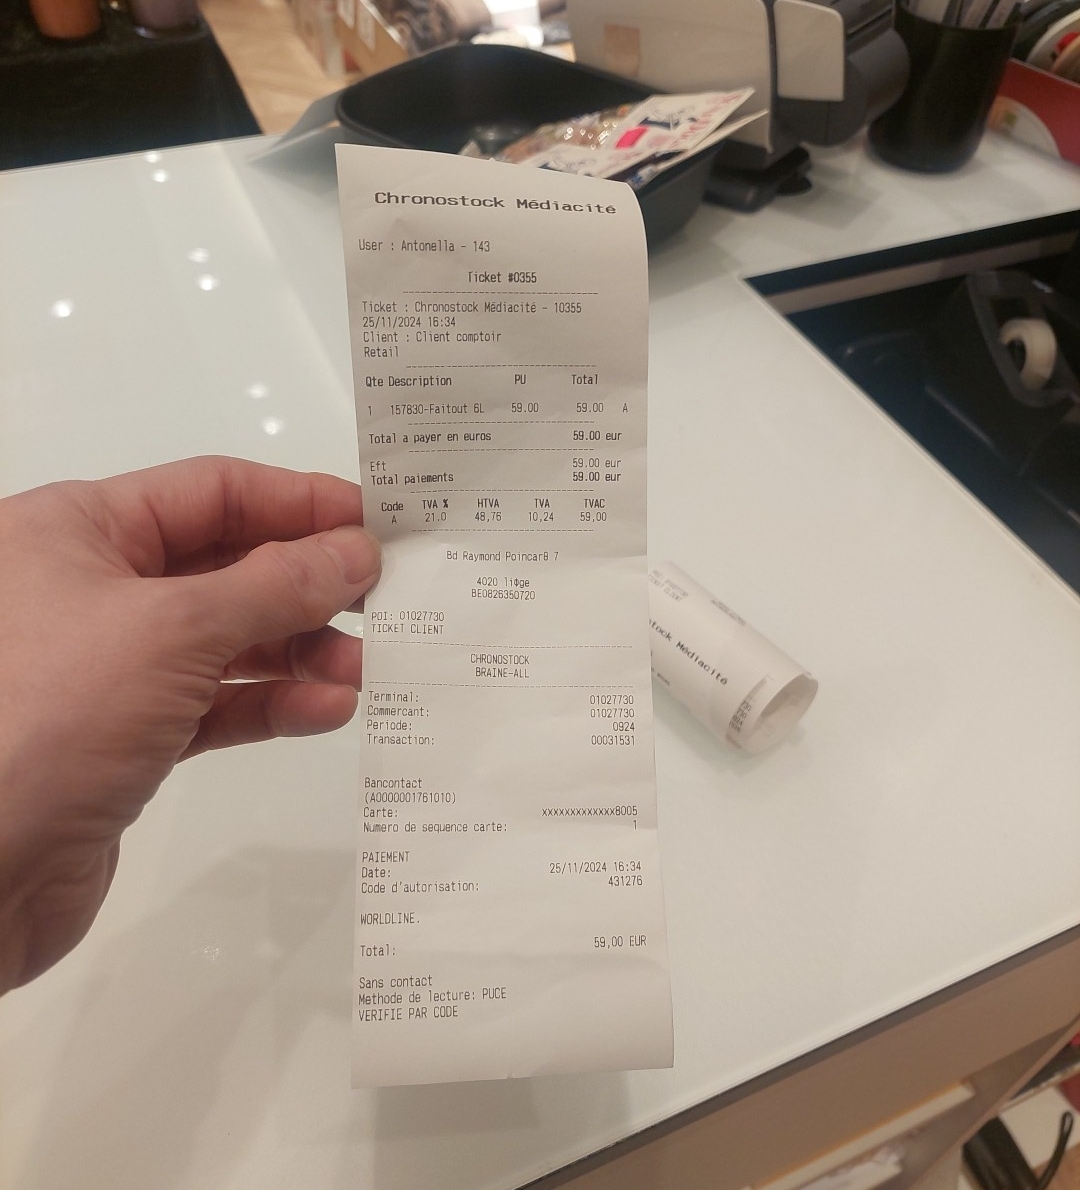 Chronostock Médiacité
User : Antonella - 143
Ticket #0355
Ticket : Chronostock Médiacité - 10355
25/11/2024 16:34
Client : Client comptoir
Retail
Qte Description PU Total
1 157830-Faitout 6L 59.00 59.00 A
Total a payer en euros 59.00 eur
Eft 59.00 eur
Total paiements 59.00 eur
Code TVA % HTVA TVA TVAC
A 21.0 48,76 10,24 59,00
Bd Raymond PoincarΘ 7
4020 liΦge
BE0826350720
POI: 01027730
TICKET CLIENT
CHRONOSTOCK
BRAINE-ALL
Terminal: 01027730
Commercant: 01027730
Periode: 0924
Transaction: 00031531
Bancontact
(A0000001761010)
Carte: xxxxxxxxxxxxx8005
Numero de sequence carte: 1
PAIEMENT
Date: 25/11/2024 16:34
Code d'autorisation: 431276
WORLDLINE.
Total: 59,00 EUR
Sans contact
Methode de lecture: PUCE
VERIFIE PAR CODE
tock Médiacité